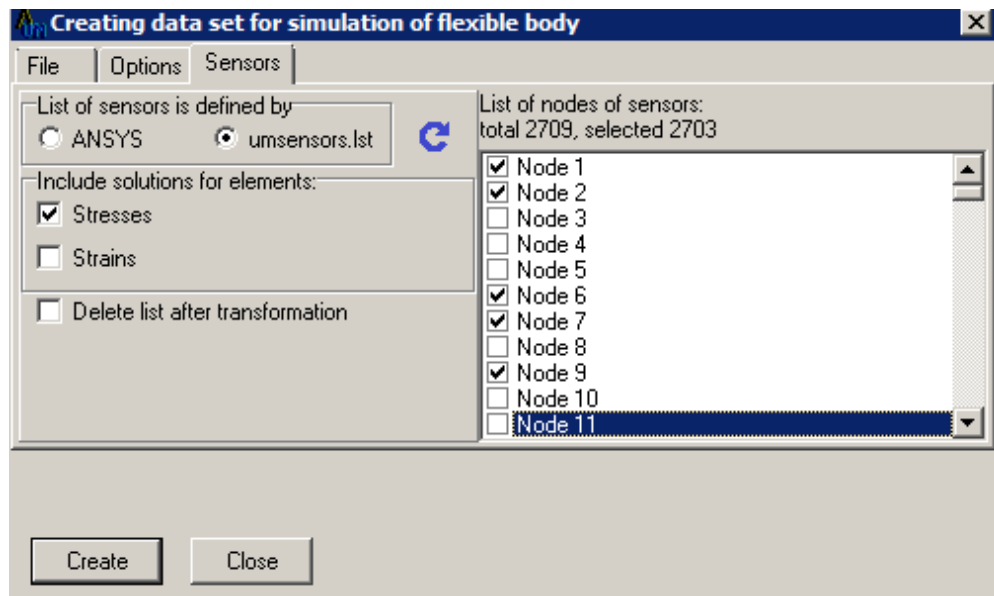 Creating data set for simulation of flexible body
File Options Sensors
List of sensors is defined by
ANSYS umsensors.lst
Include solutions for elements:
Stresses
Strains
Delete list after transformation
List of nodes of sensors:
total 2709, selected 2703
Node 1
Node 2
Node 3
Node 4
Node 5
Node 6
Node 7
Node 8
Node 9
Node 10
Node 11
Create Close